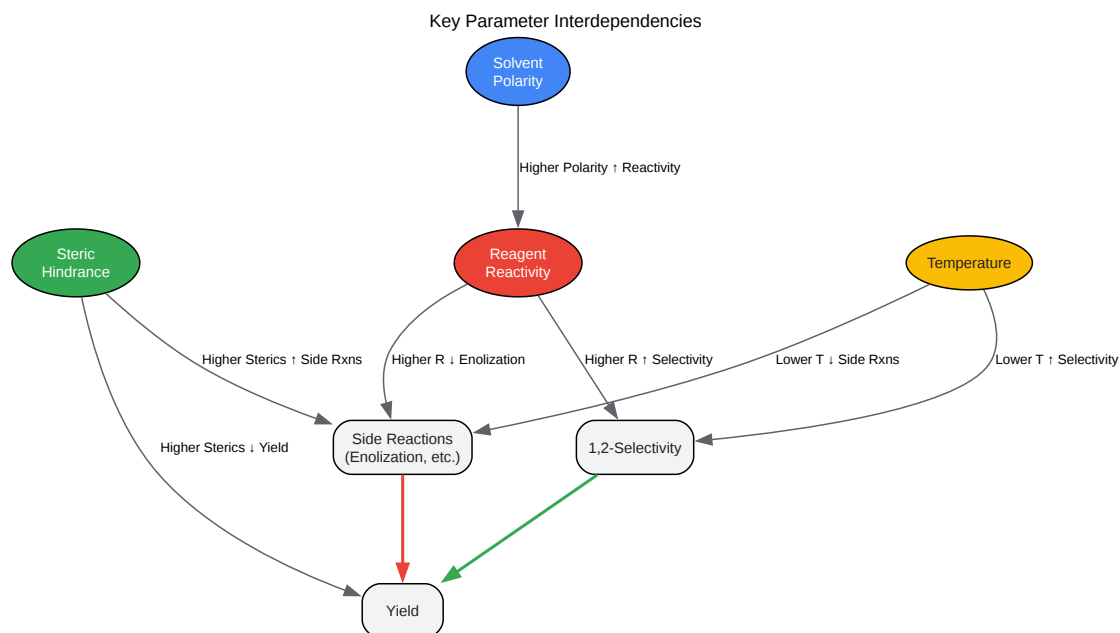 Key Parameter Interdependencies
Solvent
Polarity
Higher Polarity ↑ Reactivity
Steric
Hindrance
Reagent
Reactivity
Temperature
Higher Sterics ↑ Side Rxns
Higher R ↓ Enolization
Higher R ↑ Selectivity
Lower T ↓ Side Rxns
Lower T ↑ Selectivity
Higher Sterics ↓ Yield
Side Reactions
(Enolization, etc.)
1,2-Selectivity
Yield